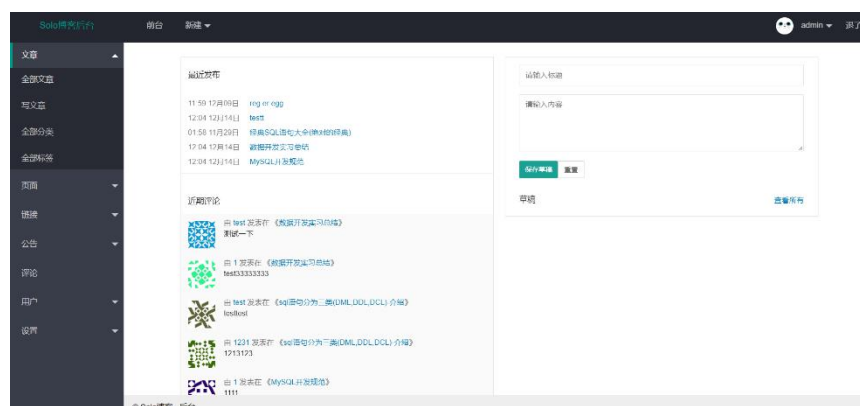 Solo博客后台 前台 新建 admin
文章
全部文章
写文章
全部分类
全部标签
页面
链接
公告
评论
用户
设置
最近发布
11:59 12月09日 reg or egg
12:04 12月14日 testt
01:58 11月29日 经典SQL语句大全(绝对的经典)
12:04 12月14日 数据开发实习总结
12:04 12月14日 MySQL开发规范
近期评论
由 test 发表在 《数据开发实习总结》
测试一下
由 1 发表在 《数据开发实习总结》
test33333333
由 test 发表在 《sql语句分为三类(DML,DDL,DCL)-介绍》
testtest
由 1231 发表在 《sql语句分为三类(DML,DDL,DCL)-介绍》
1213123
由 1 发表在 《MySQL开发规范》
1111
请输入标题
请输入内容
保存草稿 重置
草稿 查看所有